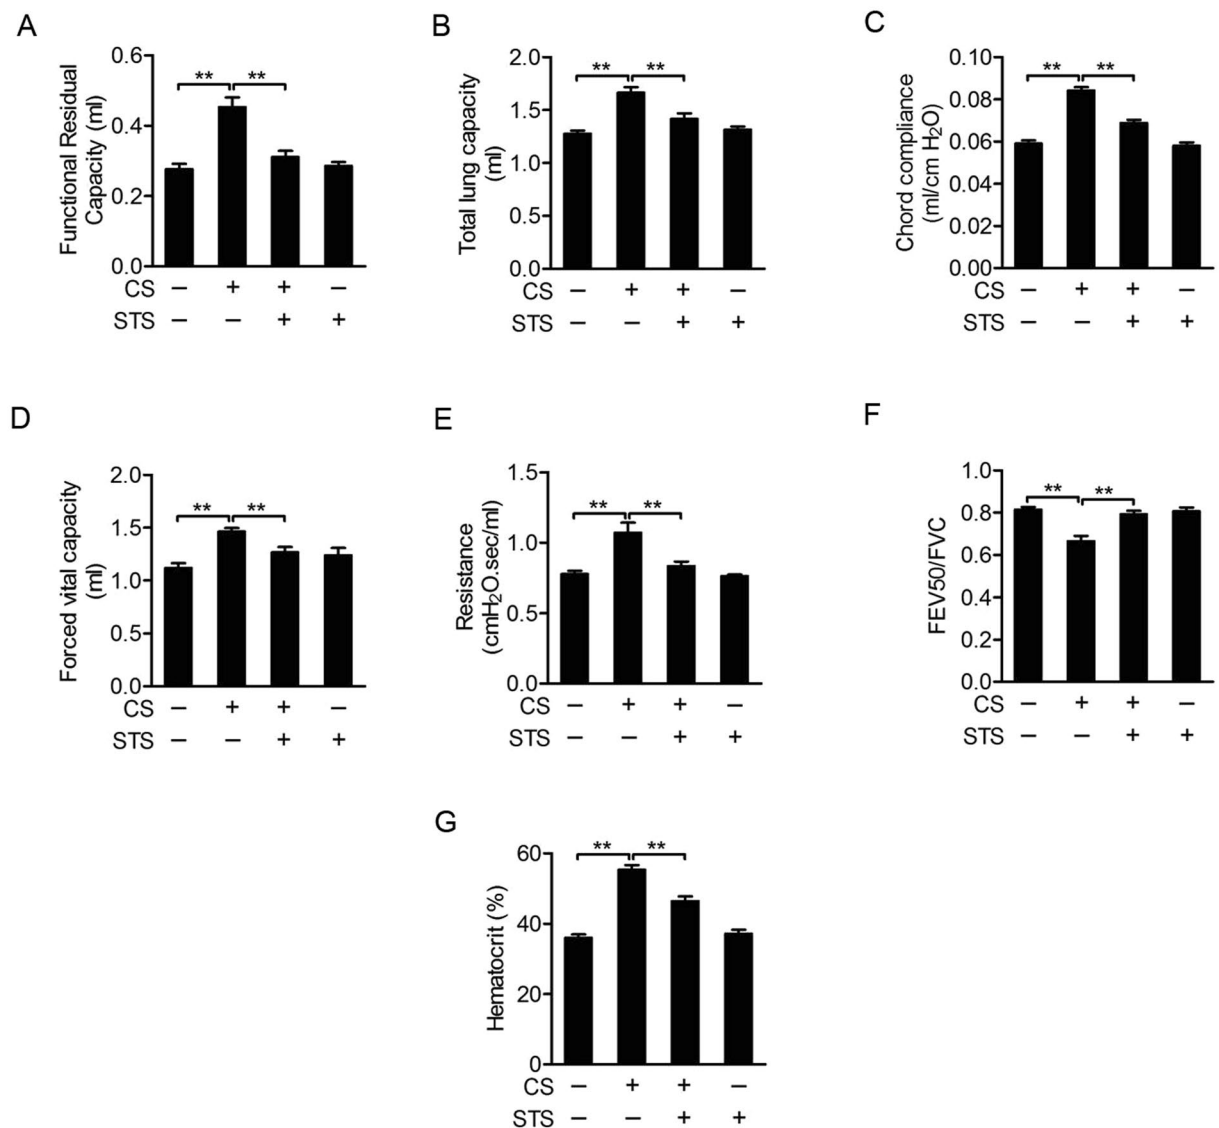 A
Functional Residual
Capacity (ml)
0.6
0.4
0.2
0.0
** **
CS − + + −
STS − − + +
B
Total lung capacity
(ml)
2.0
1.5
1.0
0.5
0.0
** **
CS − + + −
STS − − + +
C
Chord compliance
(ml/cm H₂O)
0.10
0.08
0.06
0.04
0.02
0.00
** **
CS − + + −
STS − − + +
D
Forced vital capacity
(ml)
2.0
1.5
1.0
0.5
0.0
** **
CS − + + −
STS − − + +
E
Resistance
(cmH₂O.sec/ml)
1.5
1.0
0.5
0.0
** **
CS − + + −
STS − − + +
F
FEV50/FVC
1.0
0.8
0.6
0.4
0.2
0.0
** **
CS − + + −
STS − − + +
G
Hematocrit (%)
60
40
20
0
** **
CS − + + −
STS − − + +